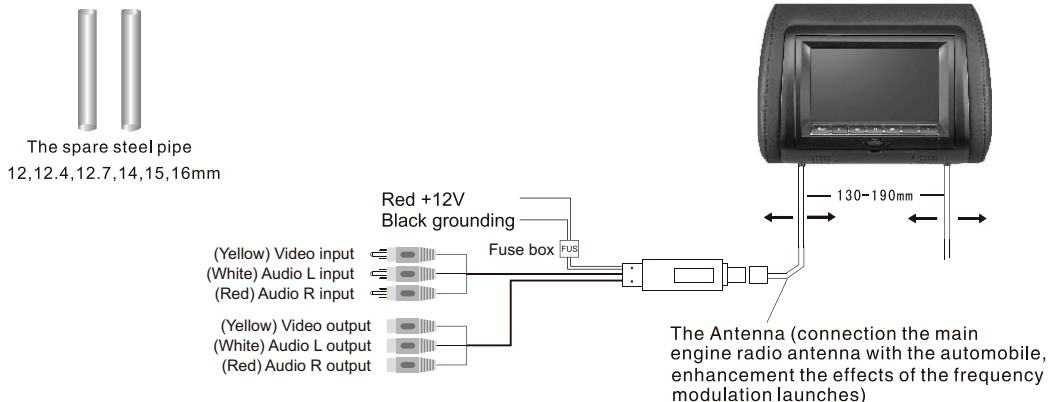 The spare steel pipe
12,12.4,12.7,14,15,16mm
130-190mm
Red +12V
Black grounding
Fuse box
FUS
(Yellow) Video input
(White) Audio L input
(Red) Audio R input
(Yellow) Video output
(White) Audio L output
(Red) Audio R output
The Antenna (connection the main
engine radio antenna with the automobile,
enhancement the effects of the frequency
modulation launches)